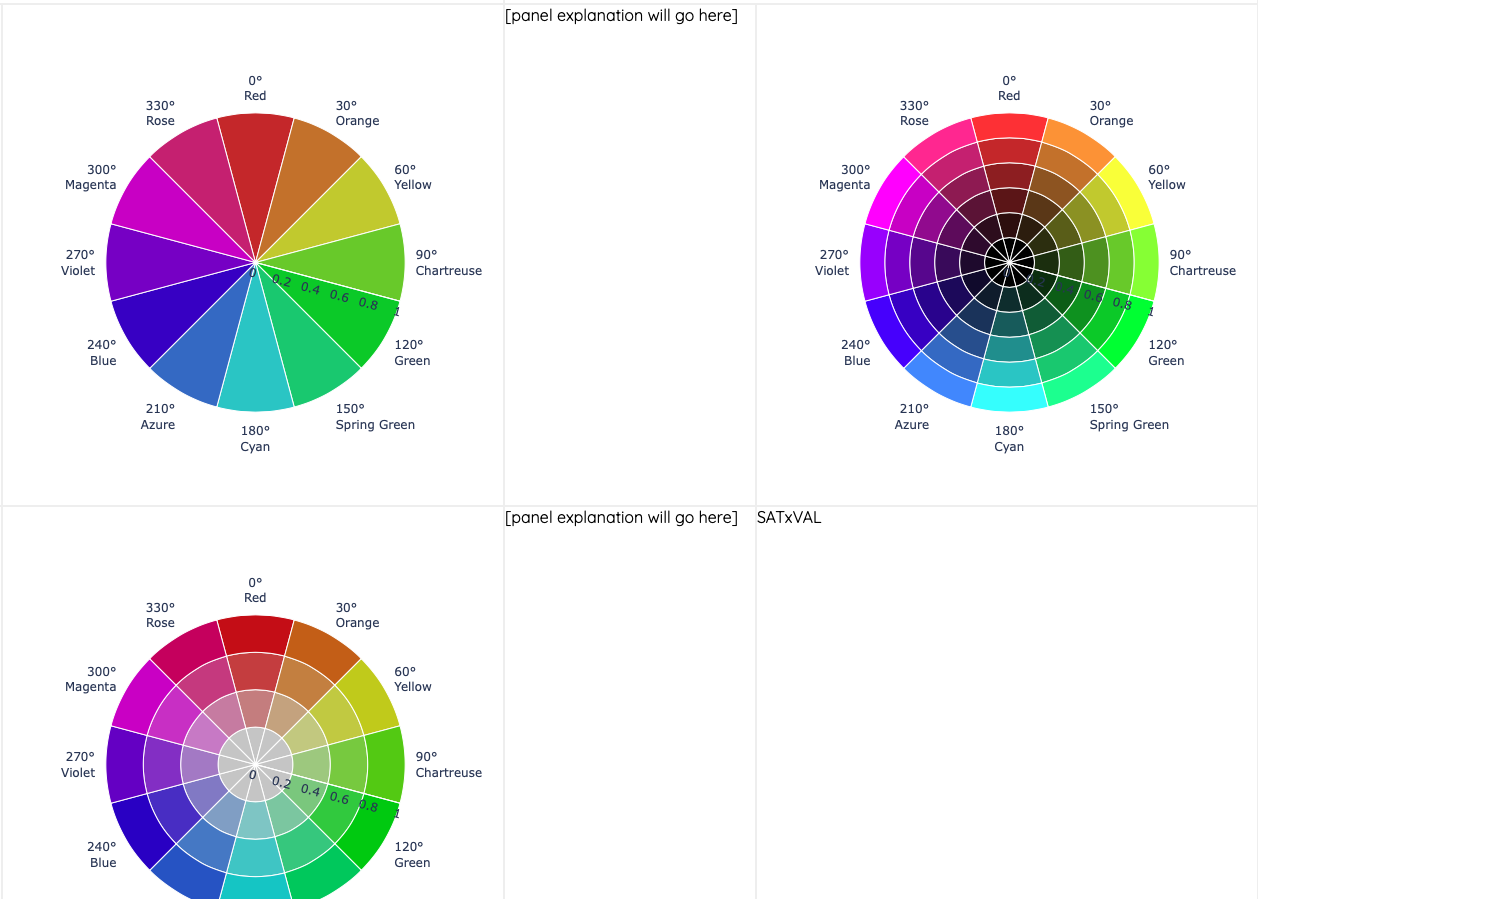 [panel explanation will go here]
0°
Red
330°
Rose
30°
Orange
300°
Magenta
60°
Yellow
270°
Violet
90°
Chartreuse
0
0.2
0.4
0.6
0.8
1
240°
Blue
120°
Green
210°
Azure
150°
Spring Green
180°
Cyan
0°
Red
330°
Rose
30°
Orange
300°
Magenta
60°
Yellow
270°
Violet
90°
Chartreuse
0.2
0.4
0.6
0.8
1
240°
Blue
120°
Green
210°
Azure
150°
Spring Green
180°
Cyan
[panel explanation will go here]
SATxVAL
0°
Red
330°
Rose
30°
Orange
300°
Magenta
60°
Yellow
270°
Violet
90°
Chartreuse
0
0.2
0.4
0.6
0.8
1
240°
Blue
120°
Green